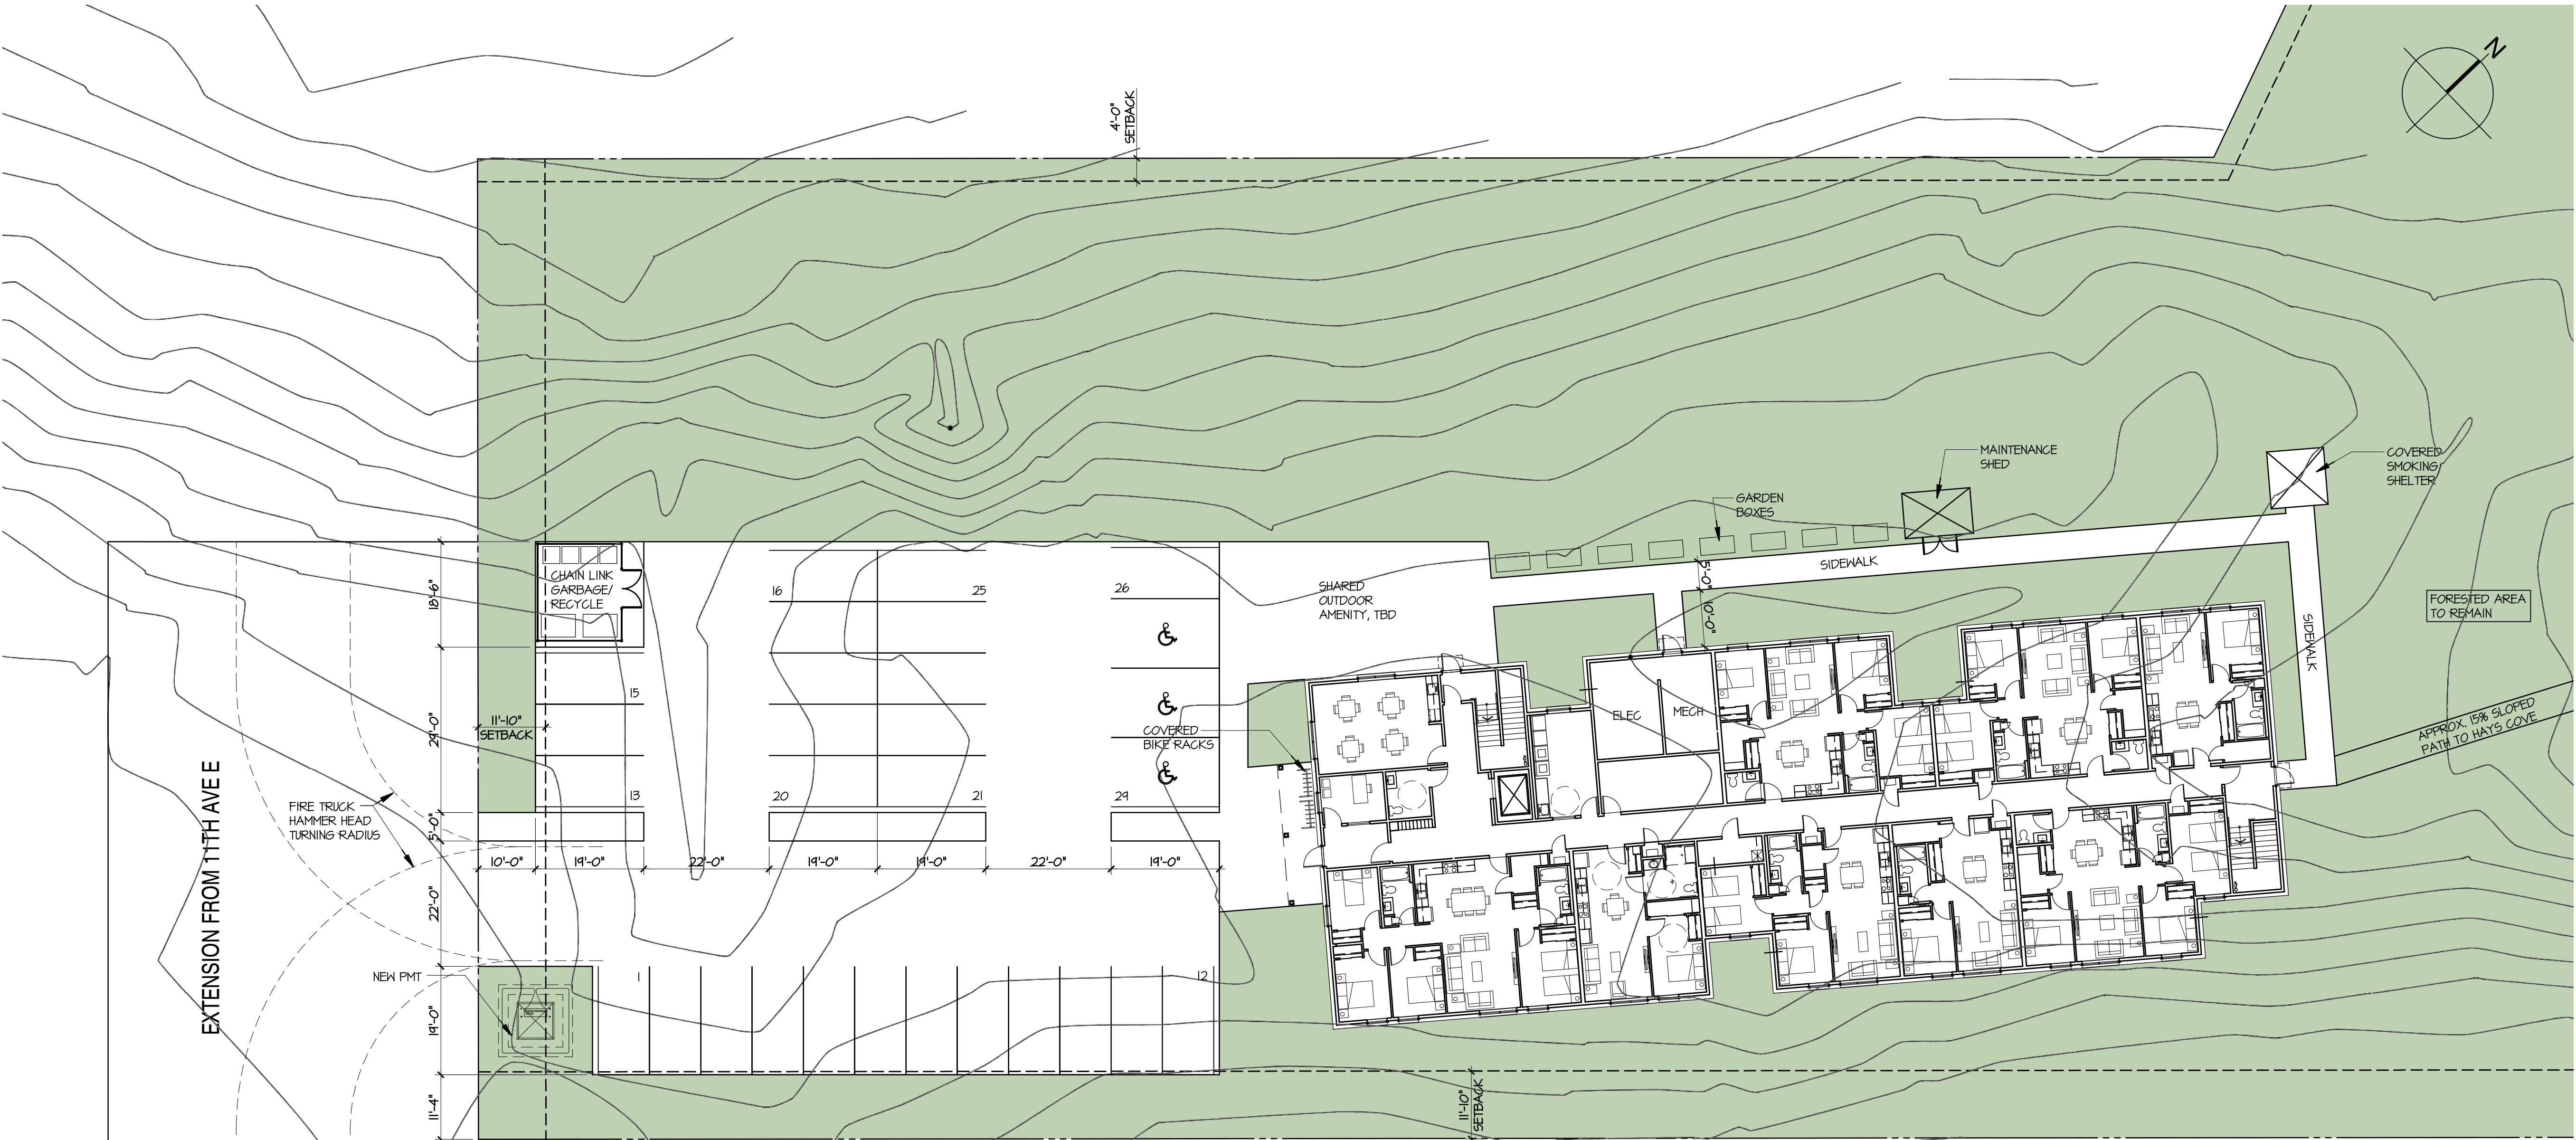 N
4'-0"
SETBACK
MAINTENANCE
SHED
COVERED
SMOKING
SHELTER
GARDEN
BOXES
SIDEWALK
5'-0"
10'-0"
SHARED
OUTDOOR
AMENITY, TBD
FORESTED AREA
TO REMAIN
SIDEWALK
APPROX. 15% SLOPED
PATH TO HAYS COVE
CHAIN LINK
GARBAGE/
RECYCLE
18'-6"
16
25
26
15
11'-10"
SETBACK
29'-0"
COVERED
BIKE RACKS
ELEC
MECH
13
20
21
29
FIRE TRUCK
HAMMER HEAD
TURNING RADIUS
5'-0"
10'-0"
19'-0"
22'-0"
19'-0"
19'-0"
22'-0"
19'-0"
EXTENSION FROM 11TH AVE E
22'-0"
NEW PMT
1
12
19'-0"
11'-4"
11'-10"
SETBACK